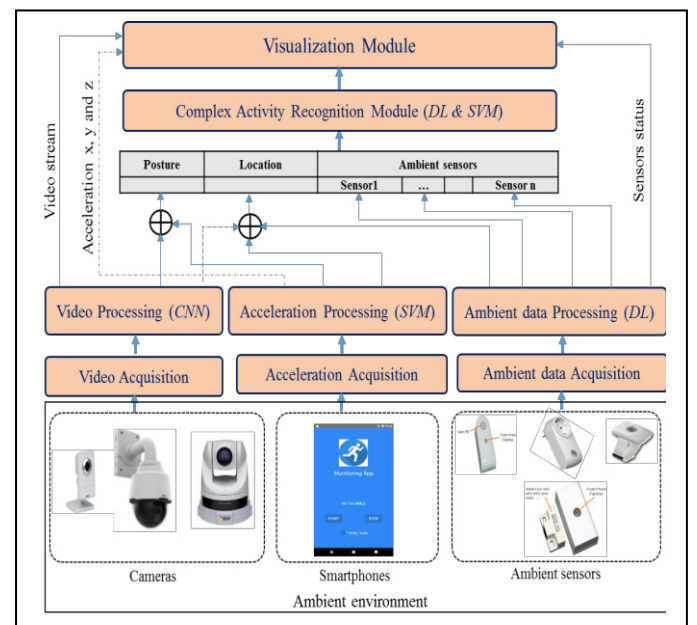 Visualization Module
Video stream
Acceleration x, y and z
Sensors status
Complex Activity Recognition Module (DL & SVM)
Posture Location Ambient sensors
Sensor1 ... Sensor n
Video Processing (CNN) Acceleration Processing (SVM) Ambient data Processing (DL)
Video Acquisition Acceleration Acquisition Ambient data Acquisition
Monitoring App
START STOP
Cameras Smartphones Ambient sensors
Ambient environment